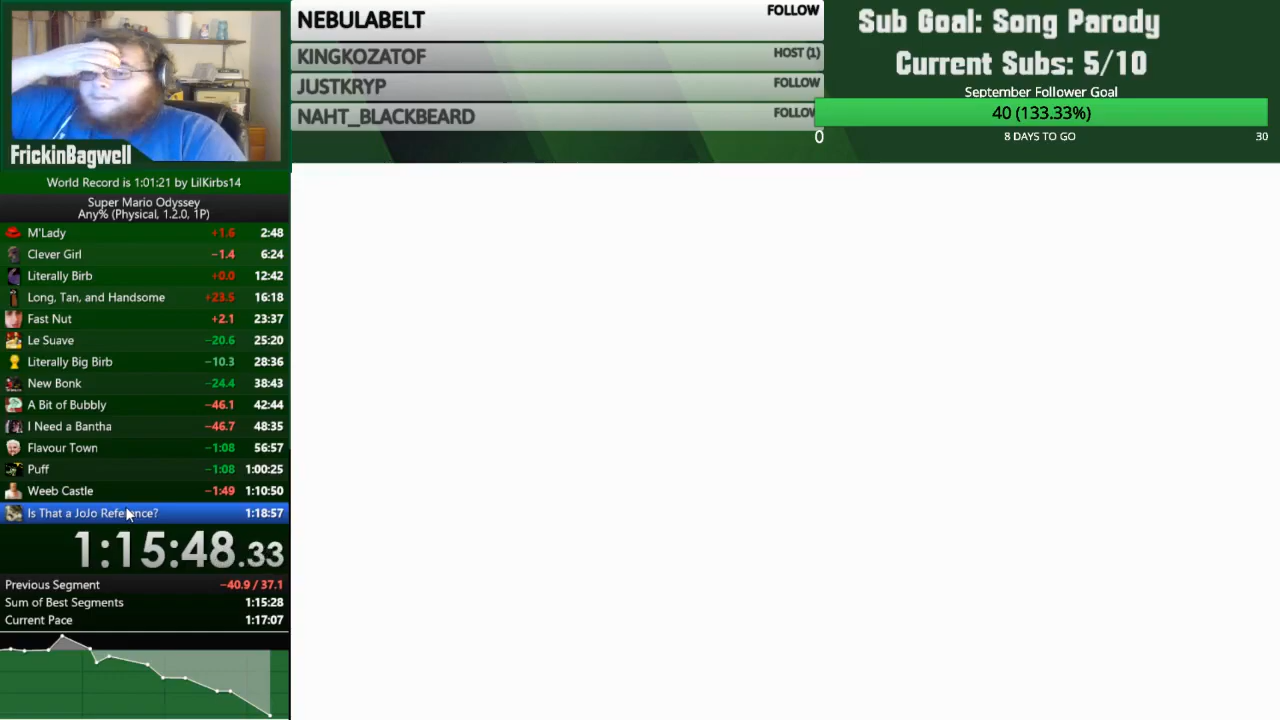 NEBULABELT FOLLOW
KINGKOZATOF HOST (1)
JUSTKRYP FOLLOW
NAHT_BLACKBEARD FOLLOW
Sub Goal: Song Parody
Current Subs: 5/10
September Follower Goal
40 (133.33%)
0 8 DAYS TO GO 30
FrickinBagwell
World Record is 1:01:21 by LilKirbs14
Super Mario Odyssey
Any% (Physical, 1.2.0, 1P)
M'Lady +1.6 2:48
Clever Girl −1.4 6:24
Literally Birb +0.0 12:42
Long, Tan, and Handsome +23.5 16:18
Fast Nut +2.1 23:37
Le Suave −20.6 25:20
Literally Big Birb −10.3 28:36
New Bonk −24.4 38:43
A Bit of Bubbly −46.1 42:44
I Need a Bantha −46.7 48:35
Flavour Town −1:08 56:57
Puff −1:08 1:00:25
Weeb Castle −1:49 1:10:50
Is That a JoJo Reference? 1:18:57
1:15:48.33
Previous Segment −40.9 / 37.1
Sum of Best Segments 1:15:28
Current Pace 1:17:07